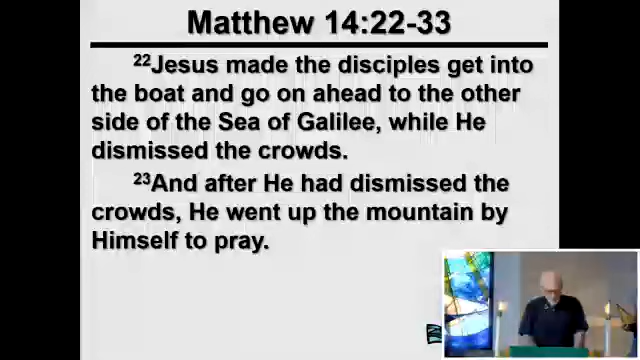 Matthew 14:22-33
22Jesus made the disciples get into
the boat and go on ahead to the other
side of the Sea of Galilee, while He
dismissed the crowds.
23And after He had dismissed the
crowds, He went up the mountain by
Himself to pray.